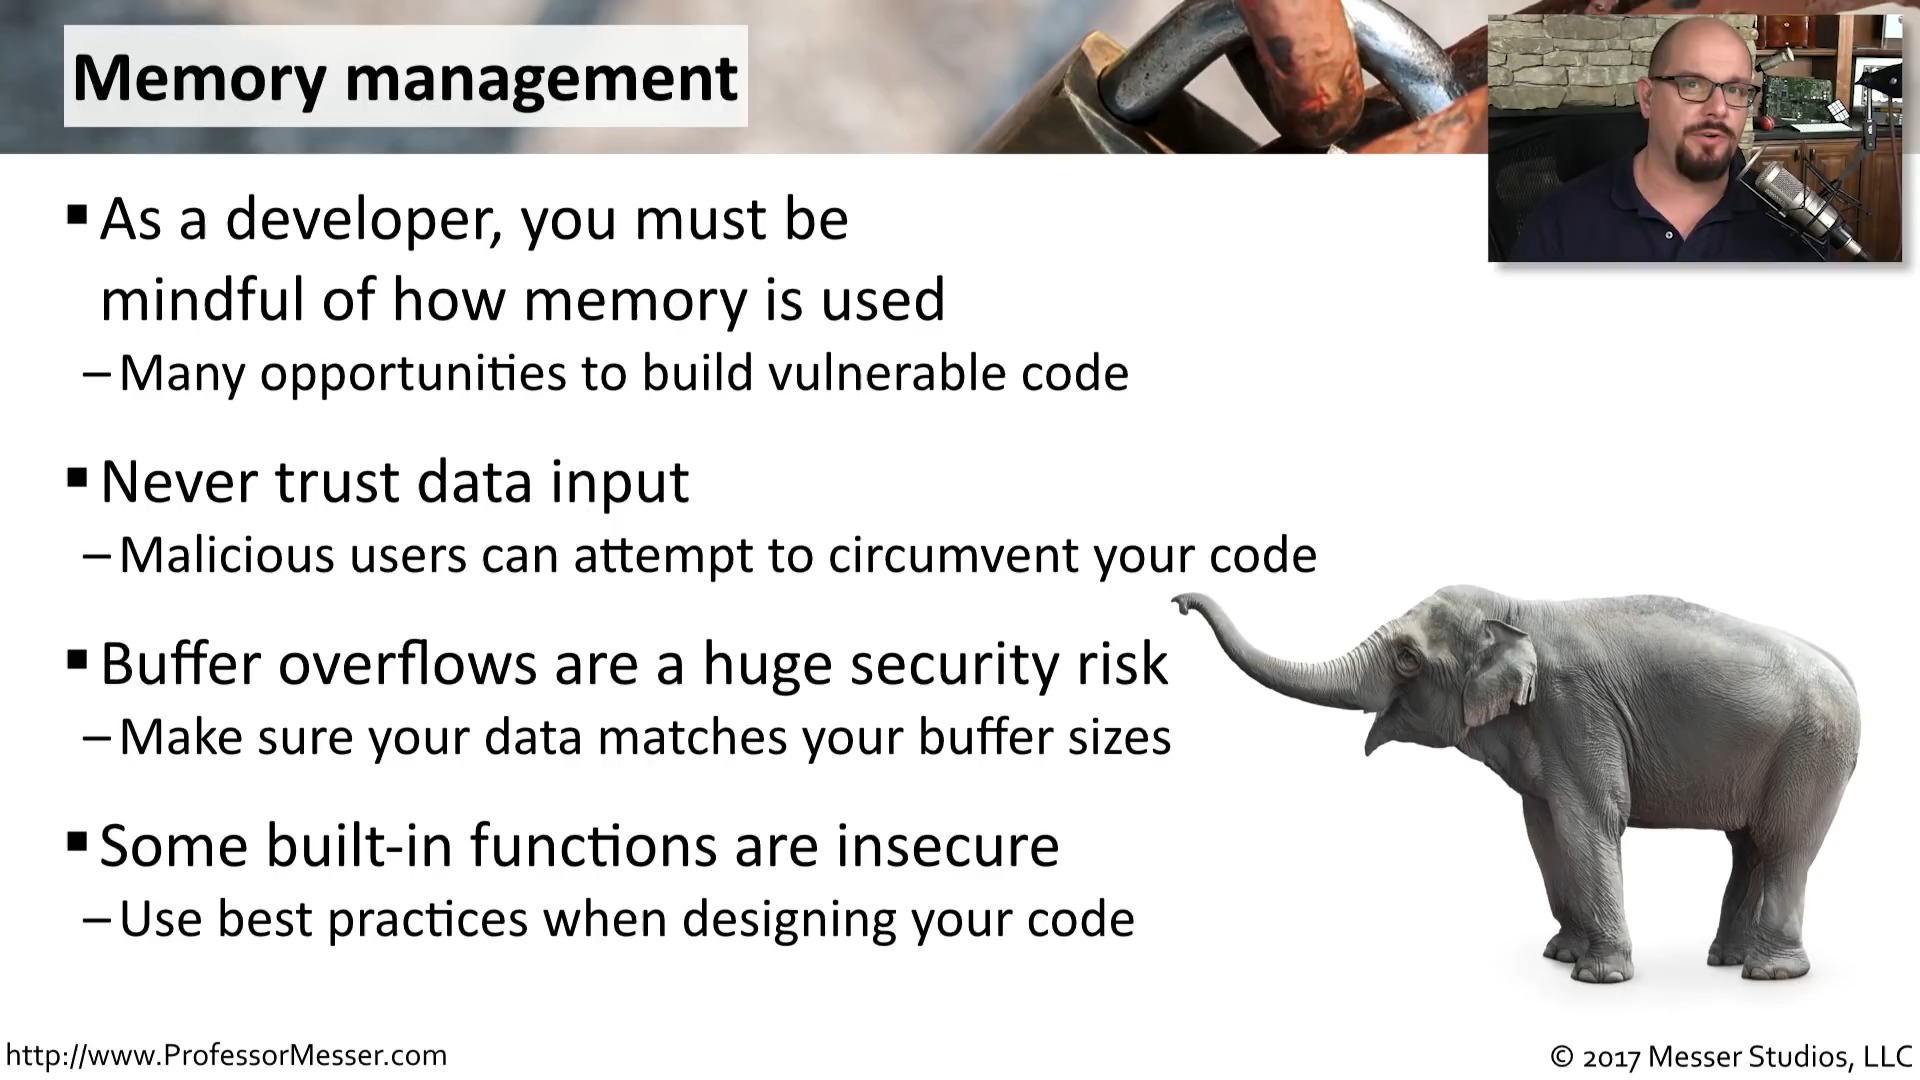 Memory management
▪ As a developer, you must be
mindful of how memory is used
– Many opportunities to build vulnerable code
▪ Never trust data input
– Malicious users can attempt to circumvent your code
▪ Buffer overflows are a huge security risk
– Make sure your data matches your buffer sizes
▪ Some built-in functions are insecure
– Use best practices when designing your code
http://www.ProfessorMesser.com
© 2017 Messer Studios, LLC